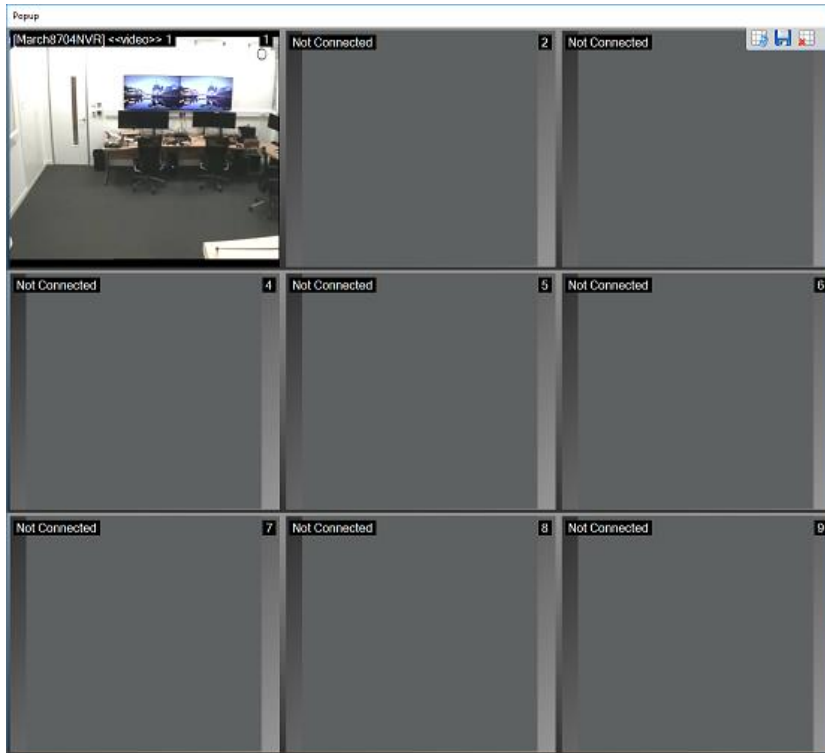 Popup
[March8704NVR] <<video>> 1 1
Not Connected 2
Not Connected
Not Connected 4
Not Connected 5
Not Connected 6
Not Connected 7
Not Connected 8
Not Connected 9